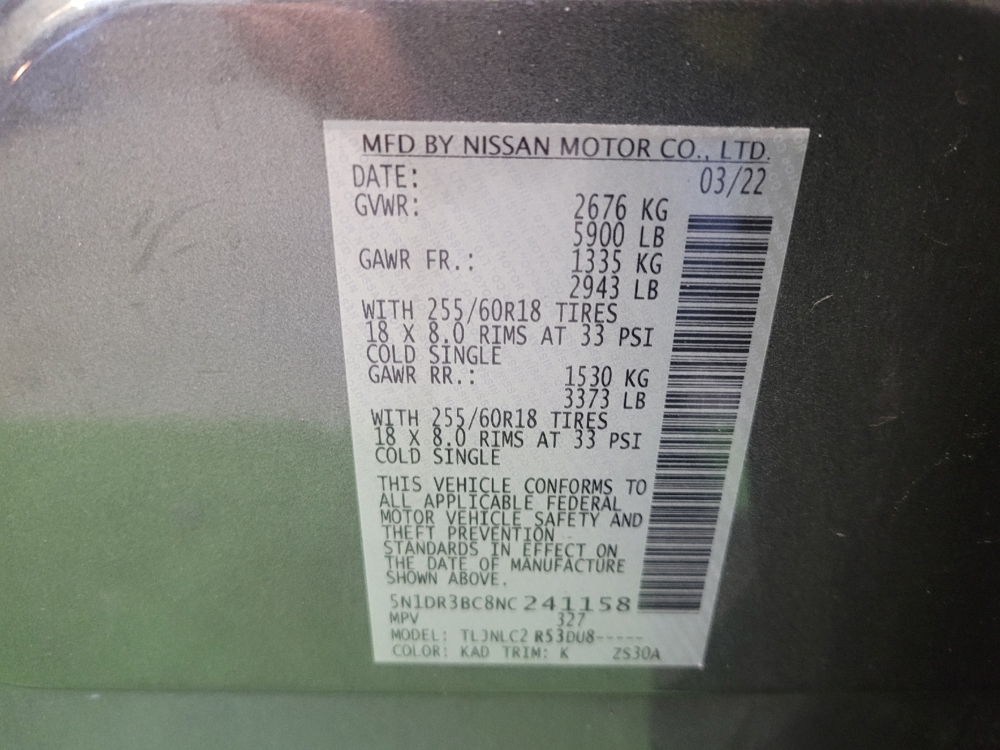 MFD BY NISSAN MOTOR CO., LTD.
DATE: 03/22
GVWR: 2676 KG
5900 LB
GAWR FR.: 1335 KG
2943 LB
WITH 255/60R18 TIRES
18 X 8.0 RIMS AT 33 PSI
COLD SINGLE
GAWR RR.: 1530 KG
3373 LB
WITH 255/60R18 TIRES
18 X 8.0 RIMS AT 33 PSI
COLD SINGLE
THIS VEHICLE CONFORMS TO
ALL APPLICABLE FEDERAL
MOTOR VEHICLE SAFETY AND
THEFT PREVENTION
STANDARDS IN EFFECT ON
THE DATE OF MANUFACTURE
SHOWN ABOVE.
5N1DR3BC8NC241158
MPV 327
MODEL: TLJNLC2 R53DU8-----
COLOR: KAD TRIM: K ZS30A